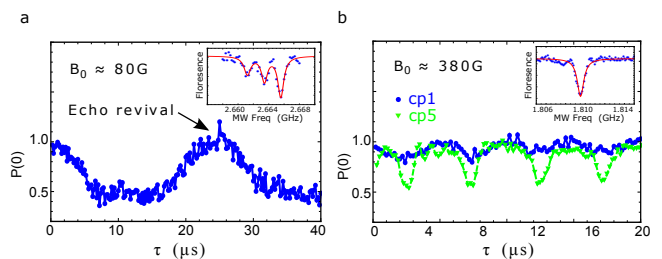 a
B₀ ≈ 80G
Floresence
2.660 2.664 2.668
MW Freq (GHz)
Echo revival
P(0)
1.0
0.5
0 10 20 30 40
τ (μs)
b
B₀ ≈ 380G
cp1
cp5
Floresence
1.806 1.810 1.814
MW Freq (GHz)
P(0)
1.0
0.5
0 4 8 12 16 20
τ (μs)